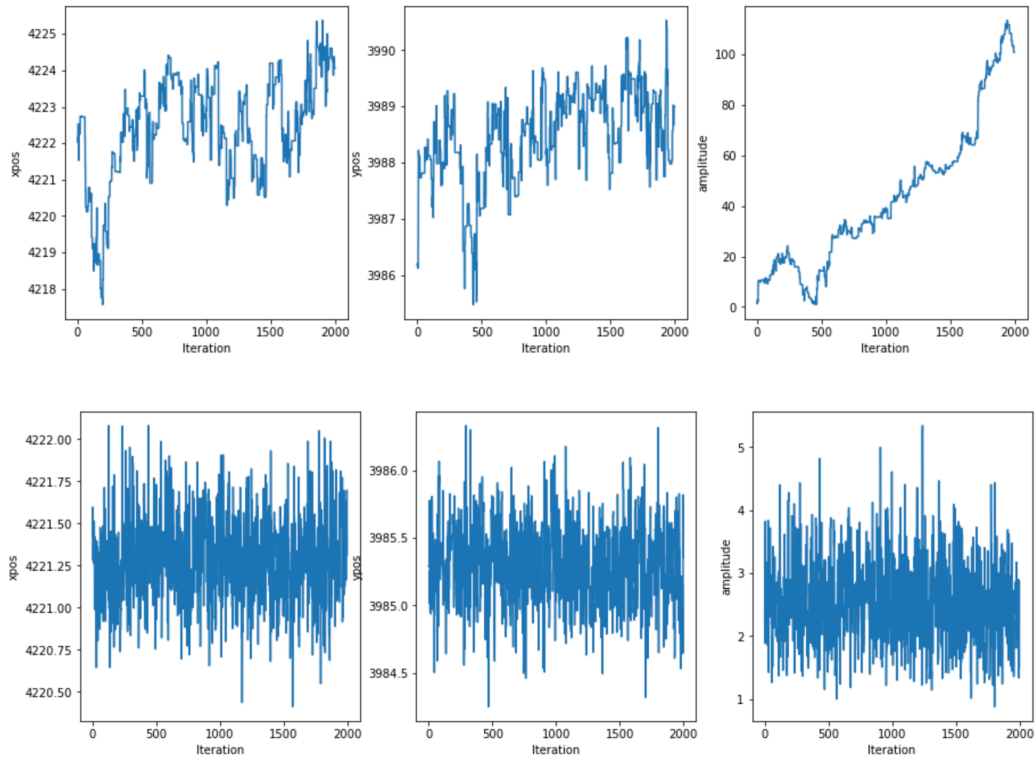 xpos
4225
4224
4223
4222
4221
4220
4219
4218
0 500 1000 1500 2000
Iteration
ypos
3990
3989
3988
3987
3986
0 500 1000 1500 2000
Iteration
amplitude
100
80
60
40
20
0
0 500 1000 1500 2000
Iteration
xpos
4222.00
4221.75
4221.50
4221.25
4221.00
4220.75
4220.50
0 500 1000 1500 2000
Iteration
ypos
3986.0
3985.5
3985.0
3984.5
0 500 1000 1500 2000
Iteration
amplitude
5
4
3
2
1
0 500 1000 1500 2000
Iteration